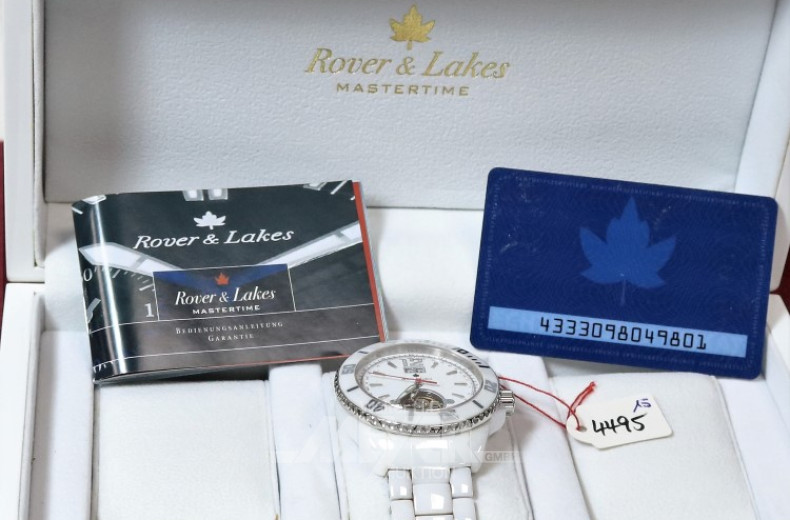 Rover & Lakes
MASTERTIME
Rover & Lakes
Rover & Lakes
MASTERTIME
BEDIENUNGSANLEITUNG
GARANTIE
4333098049801
15
4495